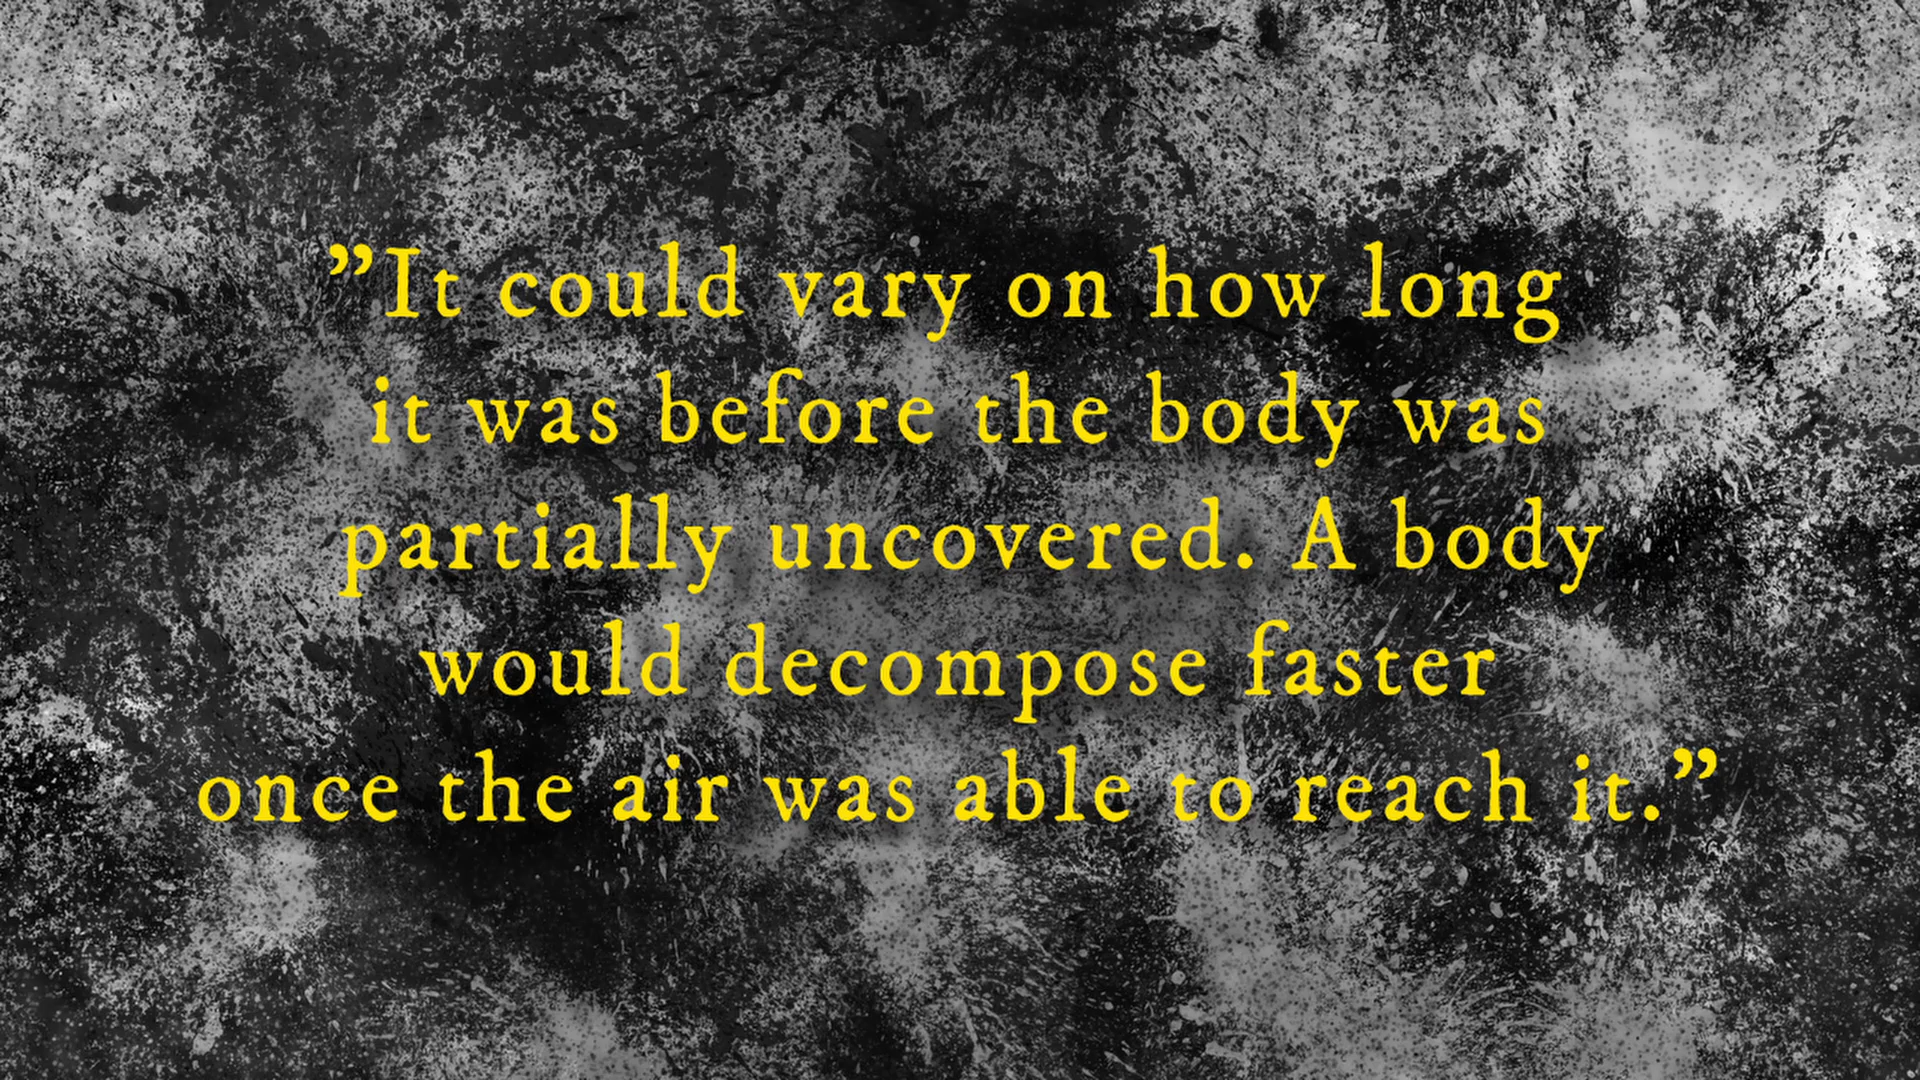 ”It could vary on how long
it was before the body was
partially uncovered. A body
would decompose faster
once the air was able to reach it.”